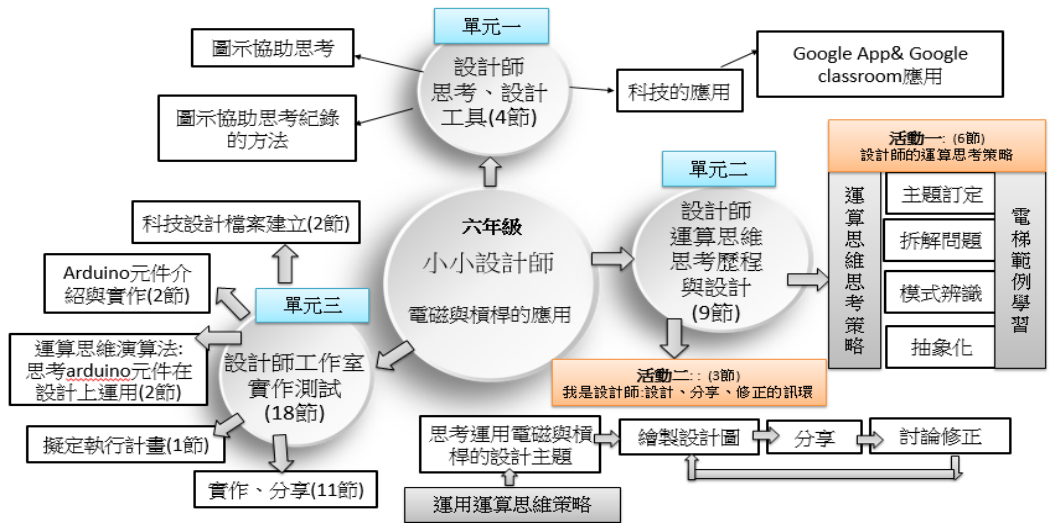 單元一
設計師
思考、設計
工具(4節)
圖示協助思考
圖示協助思考紀錄
的方法
科技的應用
Google App& Google
classroom應用
六年級
小小設計師
電磁與槓桿的應用
單元二
設計師
運算思維
思考歷程
與設計
(9節)
活動一: (6節)
設計師的運算思考策略
運算思維思考策略
主題訂定
拆解問題
模式辨識
抽象化
電梯範例學習
活動二: : (3節)
我是設計師:設計、分享、修正的訊環
思考運用電磁與槓
桿的設計主題
繪製設計圖
分享
討論修正
運用運算思維策略
單元三
設計師工作室
實作測試
(18節)
科技設計檔案建立(2節)
Arduino元件介
紹與實作(2節)
運算思維演算法:
思考arduino元件在
設計上運用(2節)
擬定執行計畫(1節)
實作、分享(11節)